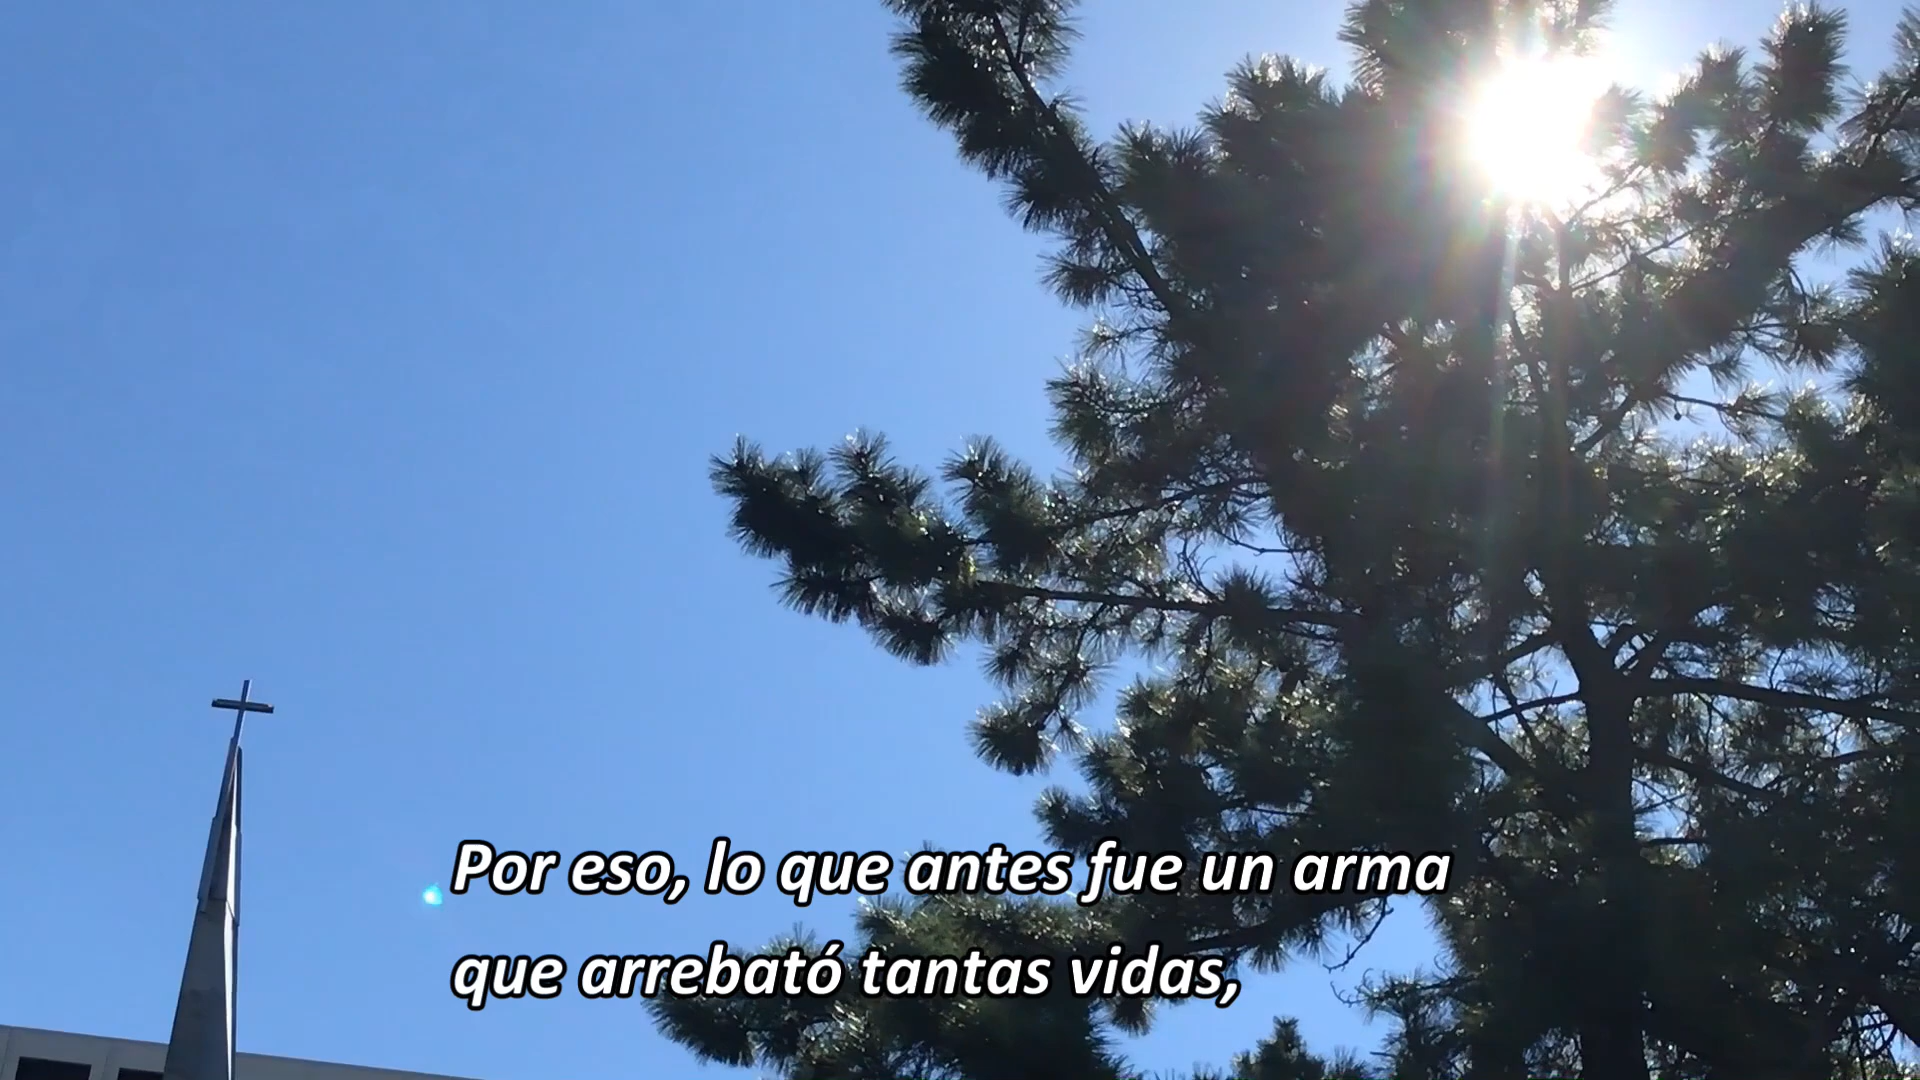 Por eso, lo que antes fue un arma
que arrebató tantas vidas,